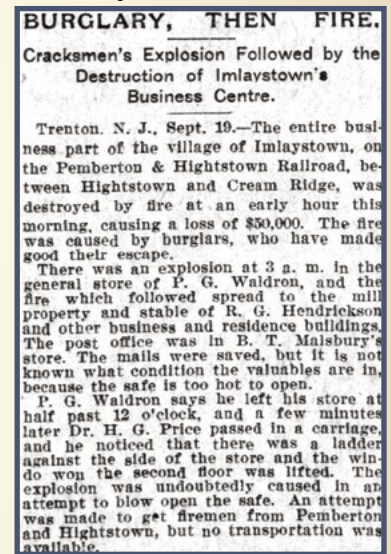 BURGLARY, THEN FIRE.
Cracksmen's Explosion Followed by the
Destruction of Imlaystown's
Business Centre.
Trenton. N. J., Sept. 19.—The entire busi-
ness part of the village of Imlaystown, on
the Pemberton & Hightstown Railroad, be-
tween Hightstown and Cream Ridge, was
destroyed by fire at an early hour this
morning, causing a loss of $50,000. The fire
was caused by burglars, who have made
good their escape.
There was an explosion at 3 a. m. in the
general store of P. G. Waldron, and the
fire which followed spread to the mill
property and stable of R. G. Hendrickson
and other business and residence buildings.
The post office was in B. T. Malsbury's
store. The mails were saved, but it is not
known what condition the valuables are in,
because the safe is too hot to open.
P. G. Waldron says he left his store at
half past 12 o'clock, and a few minutes
later Dr. H. G. Price passed in a carriage,
and he noticed that there was a ladder
against the side of the store and the win-
do won the second floor was lifted. The
explosion was undoubtedly caused in an
attempt to blow open the safe. An attempt
was made to get firemen from Pemberton
and Hightstown, but no transportation was
available.